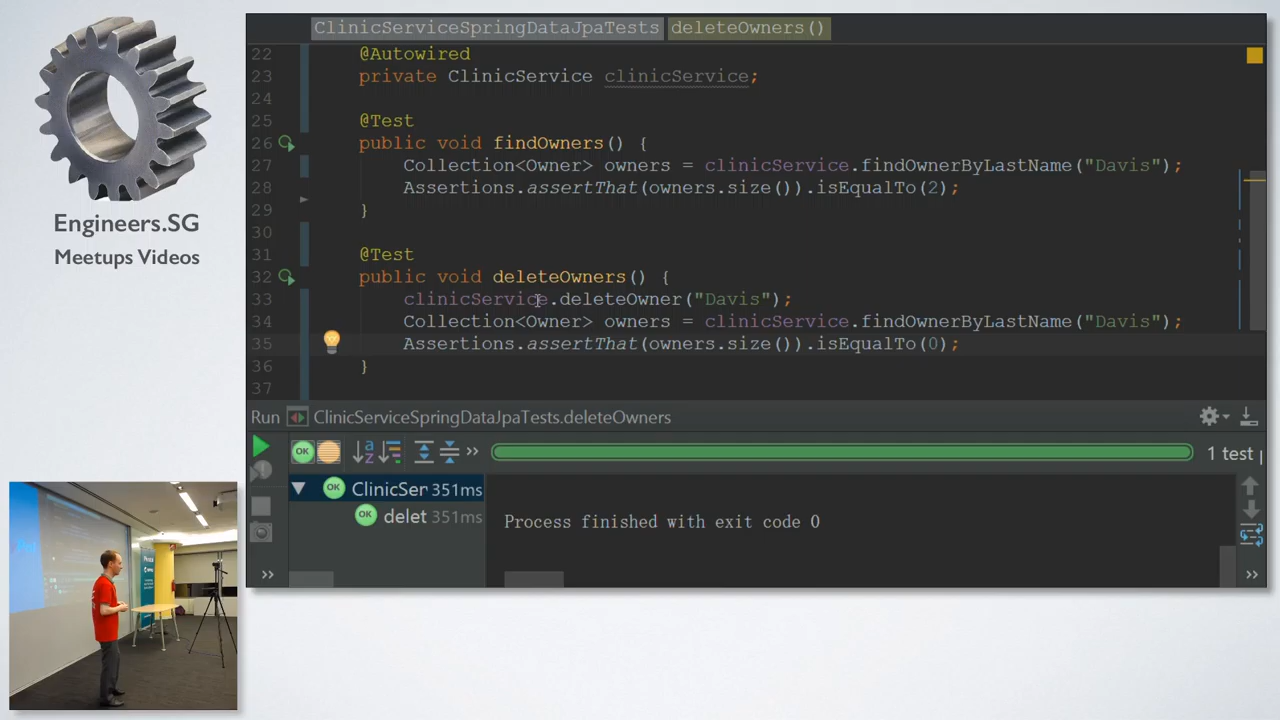 ClinicServiceSpringDataJpaTests deleteOwners()
22 @Autowired
23 private ClinicService clinicService;
24
25 @Test
26 public void findOwners() {
27 Collection<Owner> owners = clinicService.findOwnerByLastName("Davis");
28 Assertions.assertThat(owners.size()).isEqualTo(2);
29 }
30
31 @Test
32 public void deleteOwners() {
33 clinicService.deleteOwner("Davis");
34 Collection<Owner> owners = clinicService.findOwnerByLastName("Davis");
35 Assertions.assertThat(owners.size()).isEqualTo(0);
36 }
37
Engineers.SG
Meetups Videos
Run ClinicServiceSpringDataJpaTests.deleteOwners
OK 1 test
OK ClinicSer 351ms
OK delet 351ms
Process finished with exit code 0